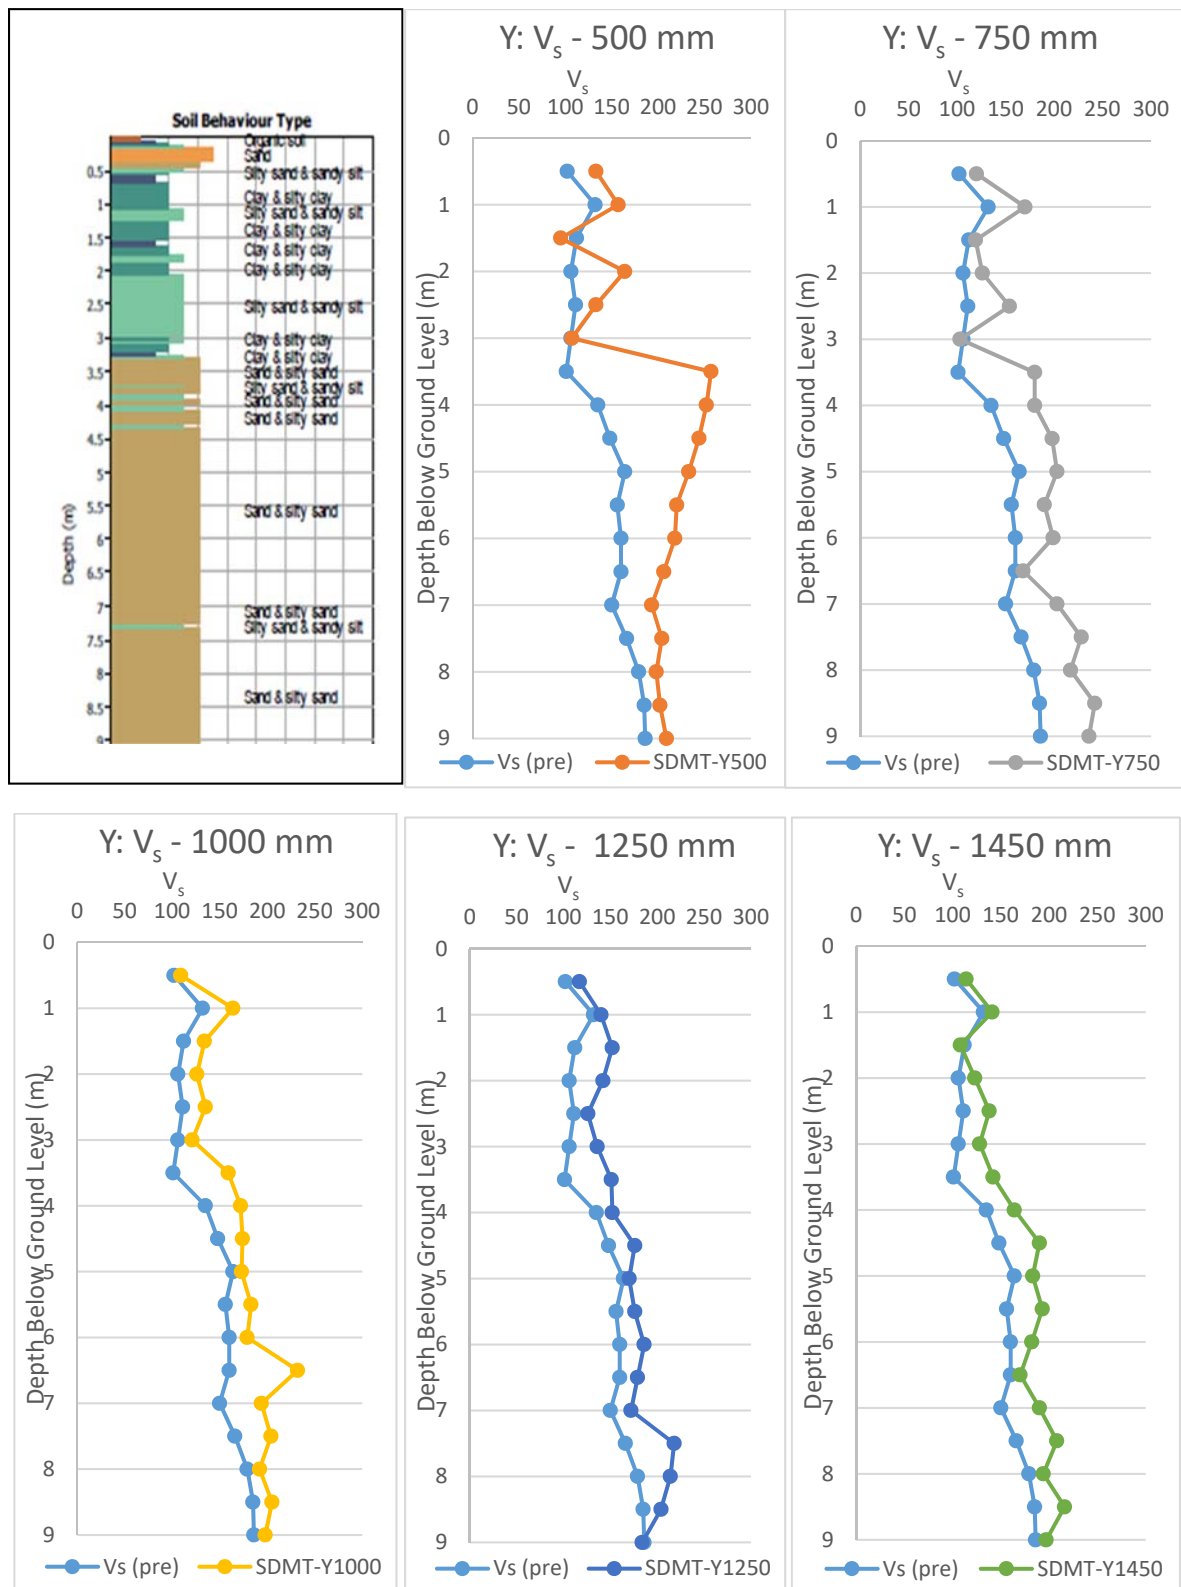 Soil Behaviour Type
Organic soil
Sand
0.5
Silty sand & sandy silt
Clay & silty clay
1
Silty sand & sandy silt
Clay & silty clay
1.5
Clay & silty clay
2
Clay & silty clay
2.5
Silty sand & sandy silt
3
Clay & silty clay
Clay & silty clay
3.5
Sand & silty sand
Silty sand & sandy silt
4
Sand & silty sand
Sand & silty sand
4.5
5
5.5
Sand & silty sand
6
6.5
7
Sand & silty sand
Silty sand & sandy silt
7.5
8
Sand & silty sand
8.5
9
Depth (m)
Y: Vs - 500 mm
Vs
0 50 100 150 200 250 300
0
1
2
3
4
5
6
7
8
9
Depth Below Ground Level (m)
Vs (pre) SDMT-Y500
Y: Vs - 750 mm
Vs
0 50 100 150 200 250 300
0
1
2
3
4
5
6
7
8
9
Depth Below Ground Level (m)
Vs (pre) SDMT-Y750
Y: Vs - 1000 mm
Vs
0 50 100 150 200 250 300
0
1
2
3
4
5
6
7
8
9
Depth Below Ground Level (m)
Vs (pre) SDMT-Y1000
Y: Vs - 1250 mm
Vs
0 50 100 150 200 250 300
0
1
2
3
4
5
6
7
8
9
Depth Below Ground Level (m)
Vs (pre) SDMT-Y1250
Y: Vs - 1450 mm
Vs
0 50 100 150 200 250 300
0
1
2
3
4
5
6
7
8
9
Depth Below Ground Level (m)
Vs (pre) SDMT-Y1450